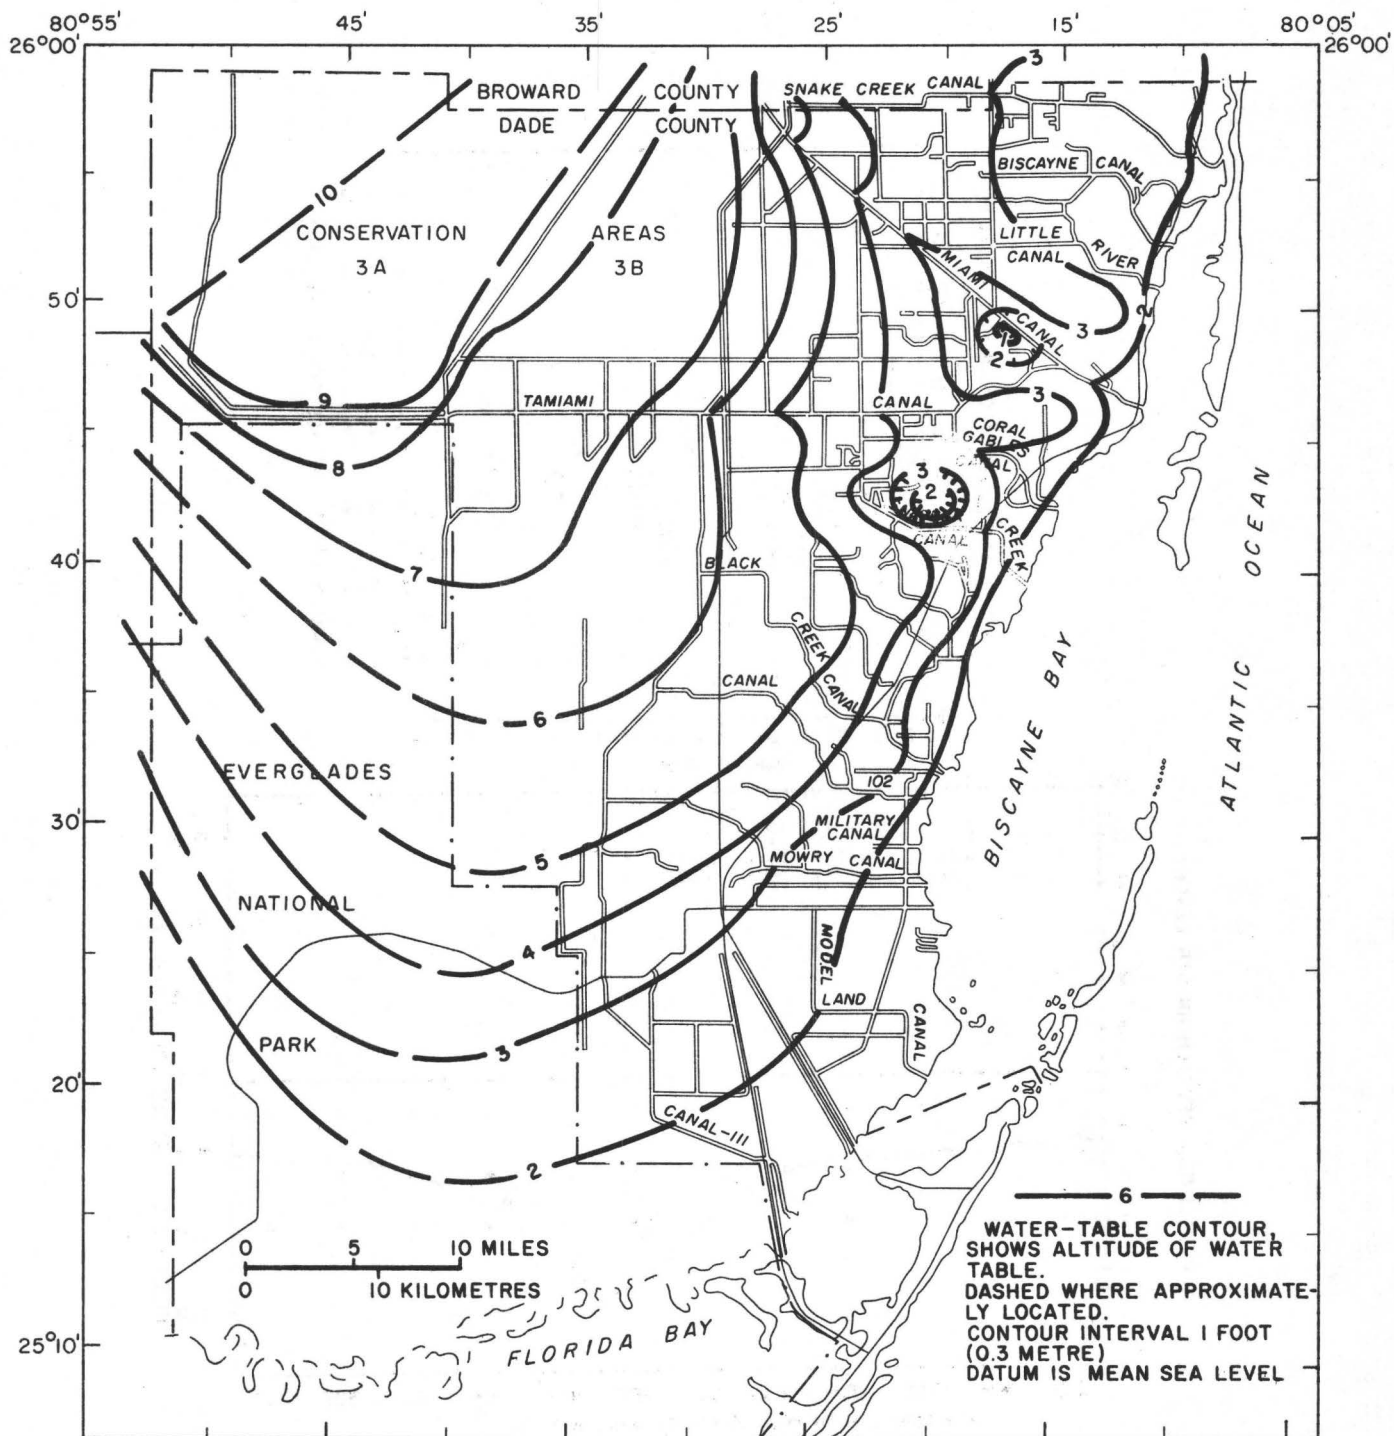 80°55' 45' 35' 25' 15' 80°05'
26°00' 26°00'
3
BROWARD COUNTY
SNAKE CREEK CANAL
DADE COUNTY
BISCAYNE CANAL
10
CONSERVATION AREAS
3A 3B
LITTLE RIVER
CANAL
MIAMI CANAL
50'
2
3
1
2
9
TAMIAMI CANAL
3
CORAL
GABLES
CANAL
8
3
2
CREEK
CANAL
ATLANTIC OCEAN
40'
7
BLACK
CREEK
CANAL
CANAL
BISCAYNE BAY
6
EVERGLADES
102
30'
MILITARY
CANAL
MOWRY CANAL
5
NATIONAL
4
MODEL
LAND
CANAL
PARK
3
20'
CANAL-III
2
6
WATER-TABLE CONTOUR,
SHOWS ALTITUDE OF WATER
TABLE.
DASHED WHERE APPROXIMATE-
LY LOCATED.
CONTOUR INTERVAL I FOOT
(0.3 METRE)
DATUM IS MEAN SEA LEVEL
0 5 10 MILES
0 10 KILOMETRES
25°10'
FLORIDA BAY